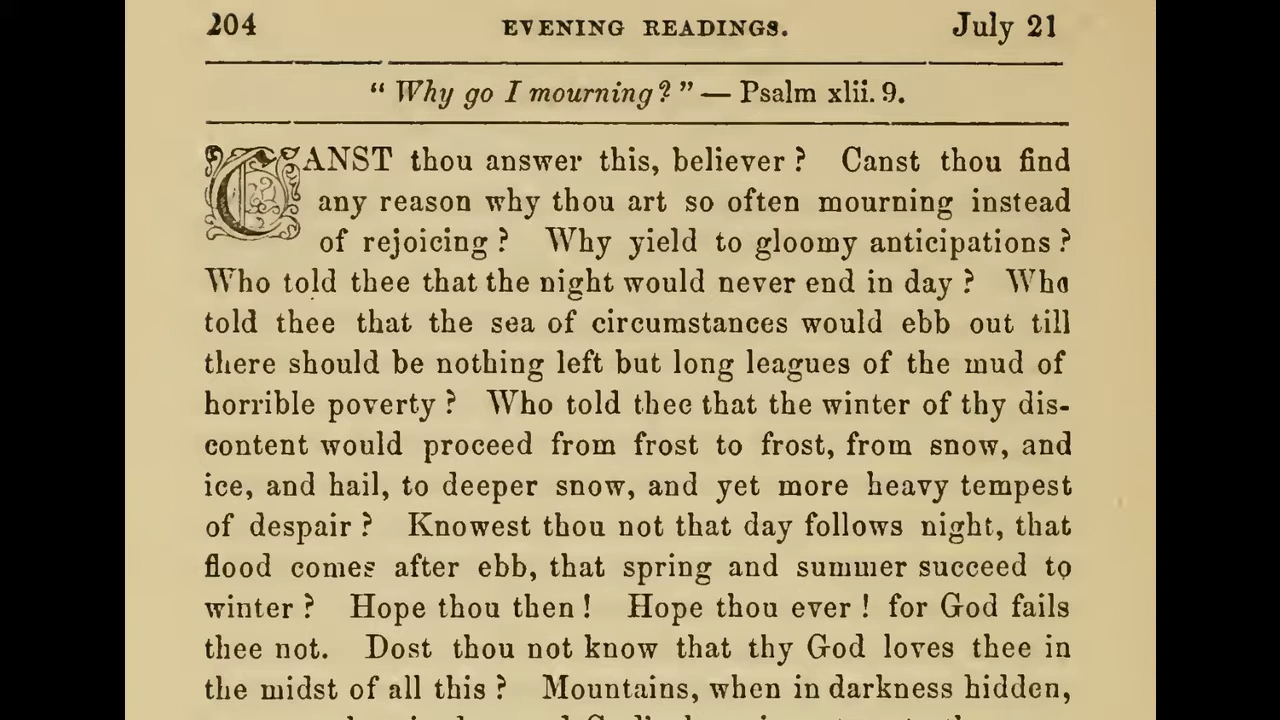 204 EVENING READINGS. July 21
" Why go I mourning? " — Psalm xlii. 9.
CANST thou answer this, believer ? Canst thou find
any reason why thou art so often mourning instead
of rejoicing ? Why yield to gloomy anticipations ?
Who told thee that the night would never end in day ? Who
told thee that the sea of circumstances would ebb out till
there should be nothing left but long leagues of the mud of
horrible poverty ? Who told thee that the winter of thy dis-
content would proceed from frost to frost, from snow, and
ice, and hail, to deeper snow, and yet more heavy tempest
of despair ? Knowest thou not that day follows night, that
flood comes after ebb, that spring and summer succeed to
winter ? Hope thou then ! Hope thou ever ! for God fails
thee not. Dost thou not know that thy God loves thee in
the midst of all this ? Mountains, when in darkness hidden,